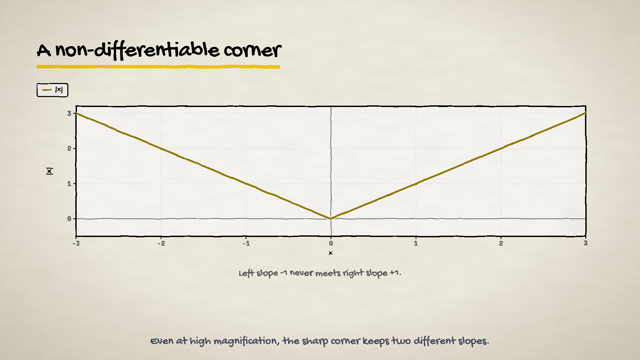 A non-differentiable corner
|x|
3
2
1
0
|x|
-3 -2 -1 0 1 2 3
x
Left slope -1 never meets right slope +1.
Even at high magnification, the sharp corner keeps two different slopes.